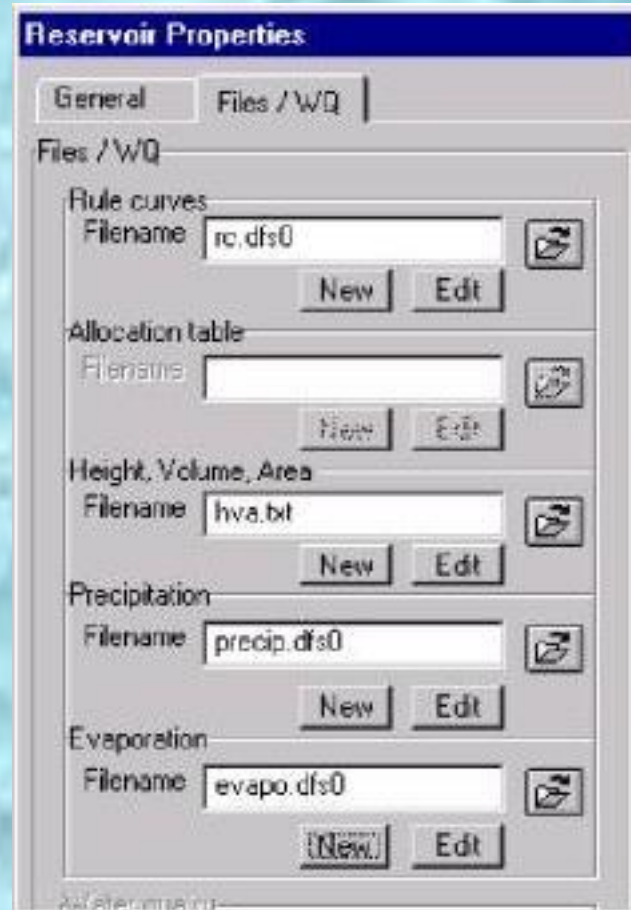 Reservoir Properties
General Files / WQ
Files / WQ
Rule curves
Filename rc.dfs0
New Edit
Allocation table
Filename
New Edit
Height, Volume, Area
Filename hva.txt
New Edit
Precipitation
Filename precip.dfs0
New Edit
Evaporation
Filename evapo.dfs0
New Edit
Water quality